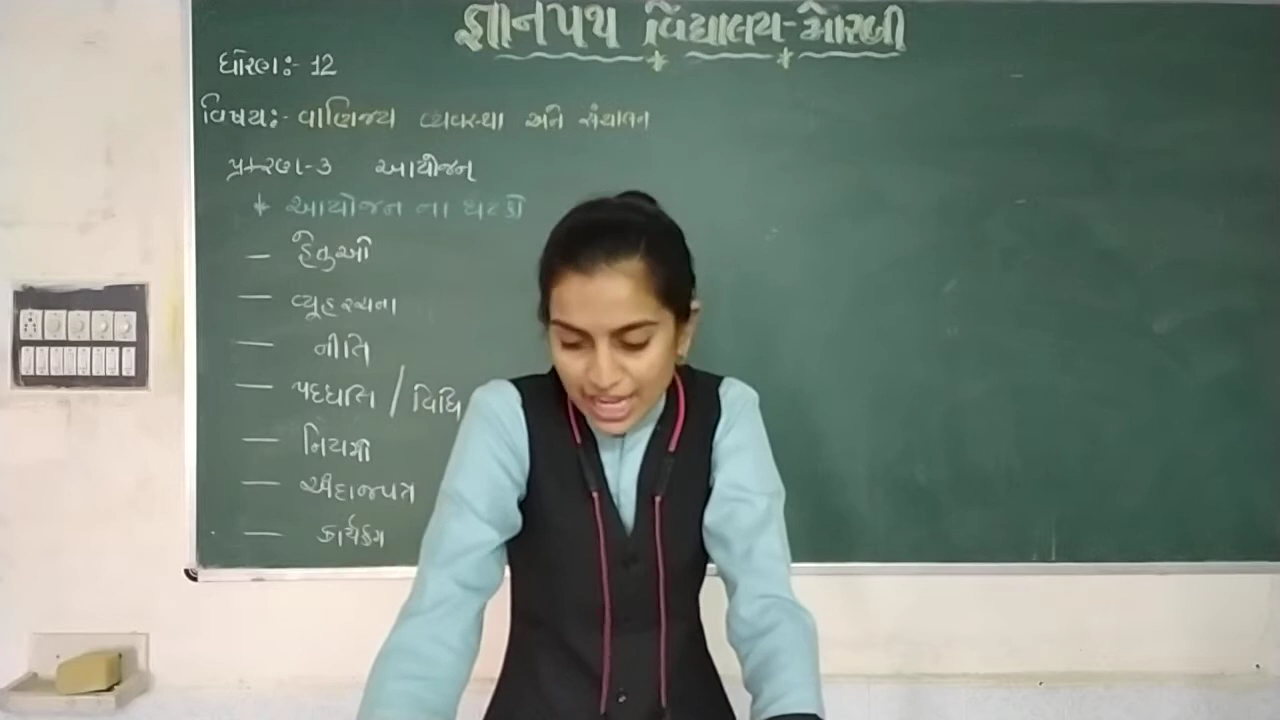 જ્ઞાનપથ વિદ્યાલય-મોરબી
ધોરણ:- 12
વિષય:- વાણિજ્ય વ્યવસ્થા અને સંચાલન
પ્રકરણ-૩ આયોજન
* આયોજન ના ઘટકો
— હેતુઓ
— વ્યૂહરચના
— નીતિ
— પદ્ધતિ / વિધિ
— નિયમો
— અંદાજપત્ર
— કાર્યક્રમ